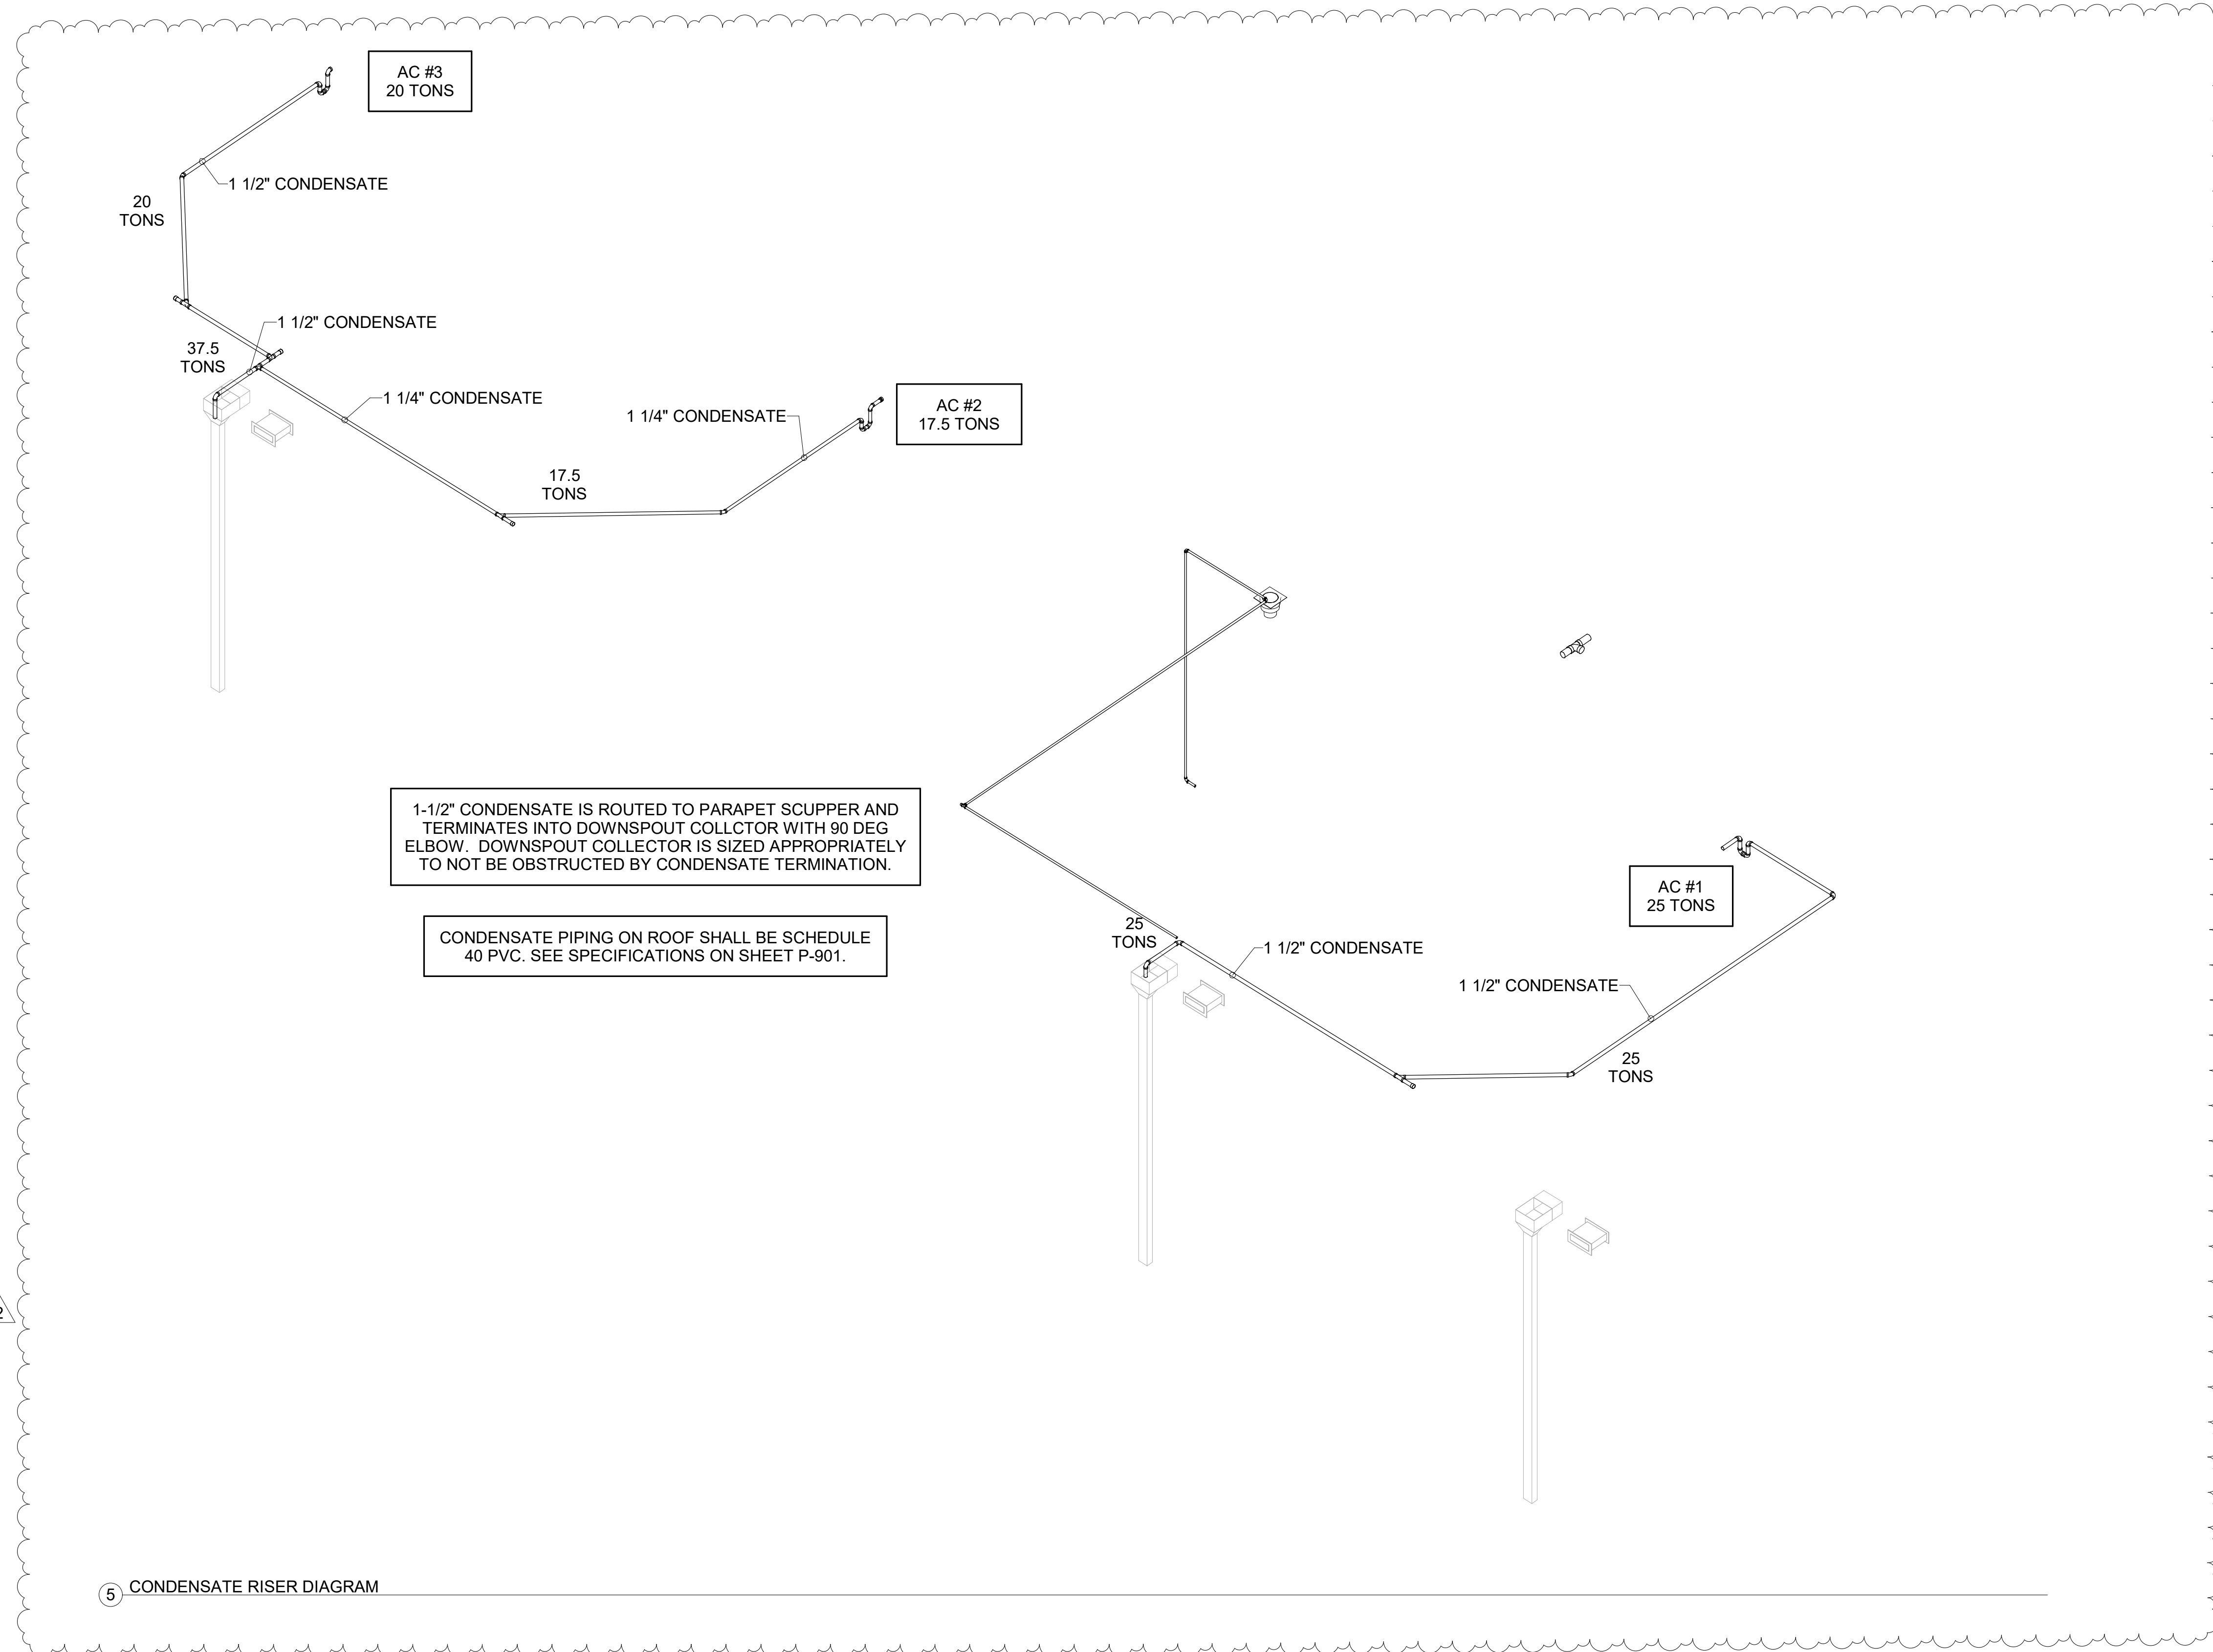 AC #3
20 TONS
1 1/2" CONDENSATE
20
TONS
1 1/2" CONDENSATE
37.5
TONS
1 1/4" CONDENSATE
1 1/4" CONDENSATE
AC #2
17.5 TONS
17.5
TONS
1-1/2" CONDENSATE IS ROUTED TO PARAPET SCUPPER AND
TERMINATES INTO DOWNSPOUT COLLCTOR WITH 90 DEG
ELBOW. DOWNSPOUT COLLECTOR IS SIZED APPROPRIATELY
TO NOT BE OBSTRUCTED BY CONDENSATE TERMINATION.
CONDENSATE PIPING ON ROOF SHALL BE SCHEDULE
40 PVC. SEE SPECIFICATIONS ON SHEET P-901.
AC #1
25 TONS
25
TONS
1 1/2" CONDENSATE
1 1/2" CONDENSATE
25
TONS
2
5 CONDENSATE RISER DIAGRAM